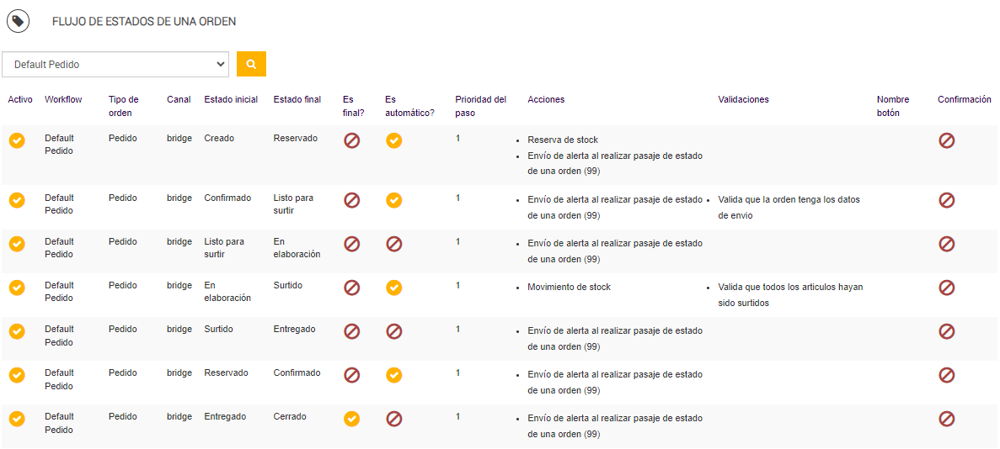 FLUJO DE ESTADOS DE UNA ORDEN
Default Pedido
Activo Workflow Tipo de orden Canal Estado inicial Estado final Es final? Es automático? Prioridad del paso Acciones Validaciones Nombre botón Confirmación
Default Pedido Pedido bridge Creado Reservado 1 • Reserva de stock
• Envío de alerta al realizar pasaje de estado de una orden (99)
Default Pedido Pedido bridge Confirmado Listo para surtir 1 • Envío de alerta al realizar pasaje de estado de una orden (99) • Valida que la orden tenga los datos de envio
Default Pedido Pedido bridge Listo para surtir En elaboración 1 • Envío de alerta al realizar pasaje de estado de una orden (99)
Default Pedido Pedido bridge En elaboración Surtido 1 • Movimiento de stock • Valida que todos los articulos hayan sido surtidos
Default Pedido Pedido bridge Surtido Entregado 1 • Envío de alerta al realizar pasaje de estado de una orden (99)
Default Pedido Pedido bridge Reservado Confirmado 1 • Envío de alerta al realizar pasaje de estado de una orden (99)
Default Pedido Pedido bridge Entregado Cerrado 1 • Envío de alerta al realizar pasaje de estado de una orden (99)